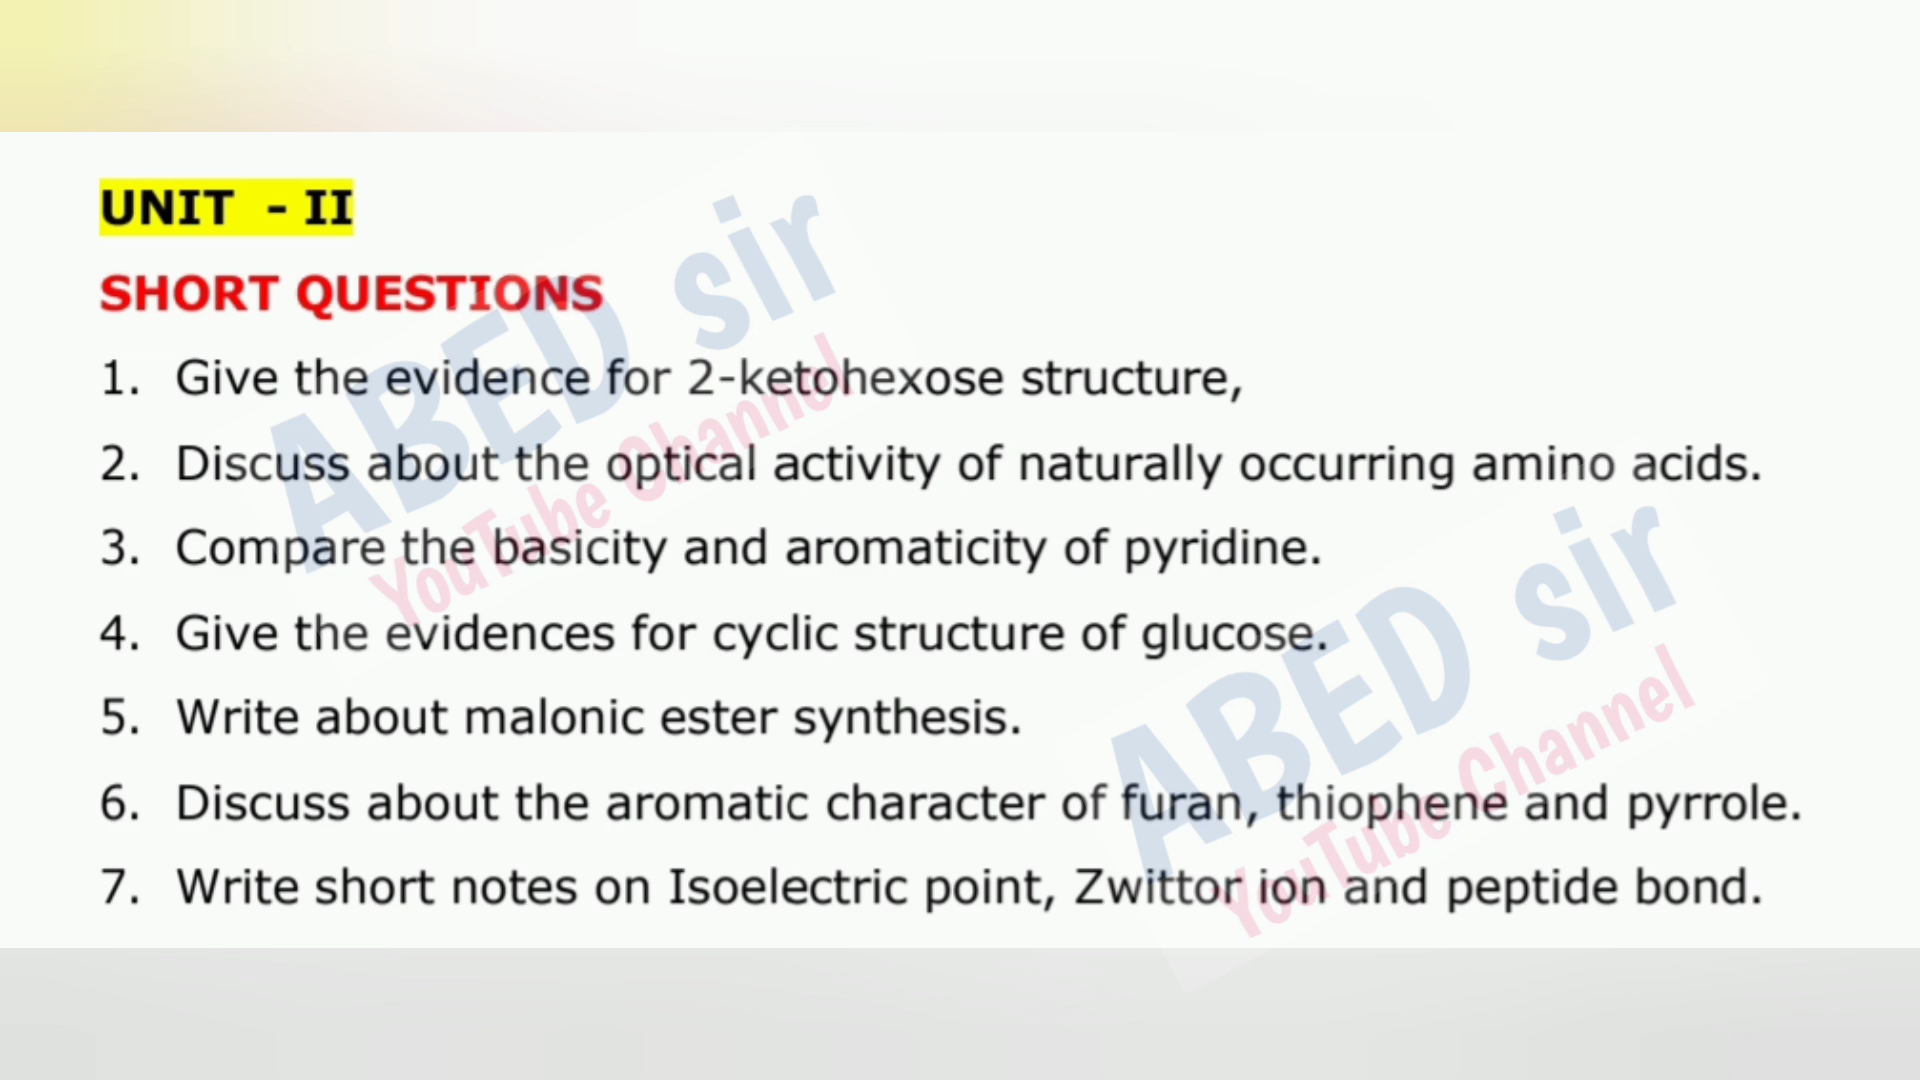 UNIT - II
SHORT QUESTIONS
1. Give the evidence for 2-ketohexose structure,
2. Discuss about the optical activity of naturally occurring amino acids.
3. Compare the basicity and aromaticity of pyridine.
4. Give the evidences for cyclic structure of glucose.
5. Write about malonic ester synthesis.
6. Discuss about the aromatic character of furan, thiophene and pyrrole.
7. Write short notes on Isoelectric point, Zwittor ion and peptide bond.
ABED sir
YouTube Channel
ABED sir
YouTube Channel